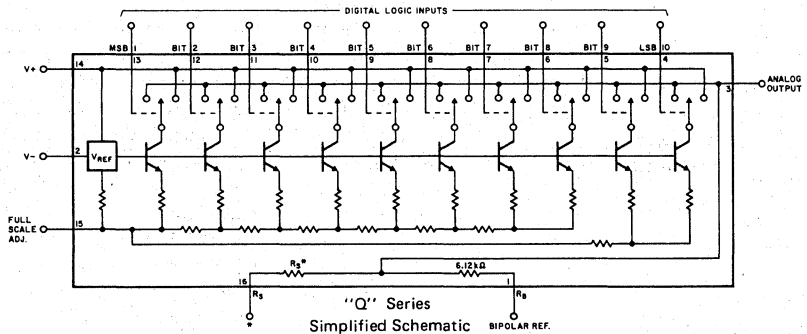 DIGITAL LOGIC INPUTS
MSB 1 BIT 2 BIT 3 BIT 4 BIT 5 BIT 6 BIT 7 BIT 8 BIT 9 LSB 10
13 12 11 10 9 8 7 6 5 4
V+ 14
3 ANALOG
OUTPUT
V- 2 VREF
FULL
SCALE
ADJ.
15
RS* 6.12kΩ
16 1
RS RB
* BIPOLAR REF.
"Q" Series
Simplified Schematic